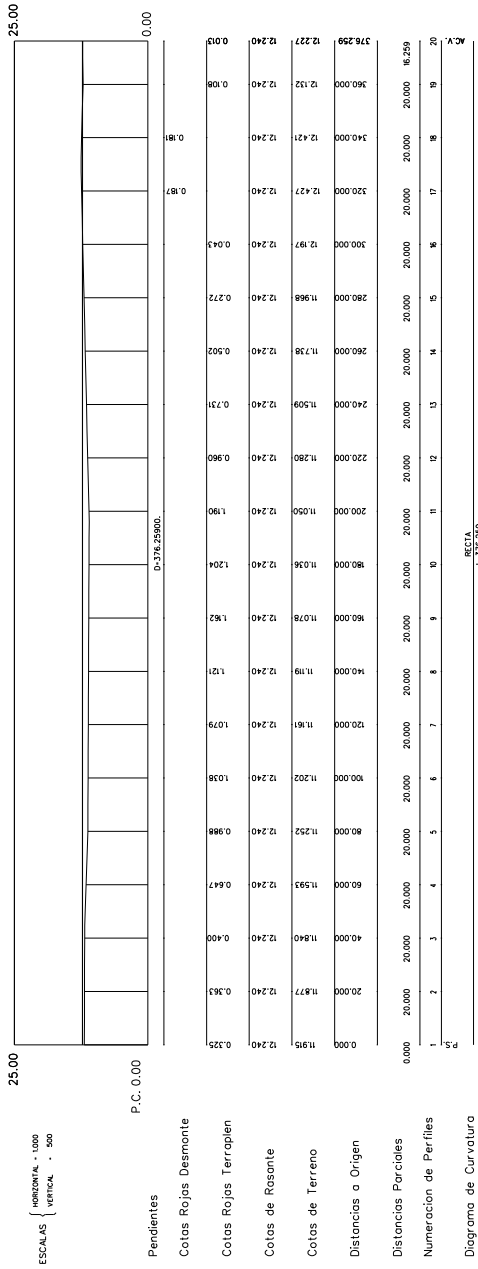 25.00
25.00
ESCALAS { HORIZONTAL = 1.000
VERTICAL = 500
P.C. 0.00
0.00
Pendientes
D=376.25900.
Cotas Rojas Desmonte
0.187 0.181
Cotas Rojas Terraplen
0.325 0.363 0.400 0.647 0.988 1.038 1.079 1.121 1.162 1.204 1.190 0.960 0.731 0.502 0.272 0.043 0.108 0.013
Cotas de Rasante
12.240 12.240 12.240 12.240 12.240 12.240 12.240 12.240 12.240 12.240 12.240 12.240 12.240 12.240 12.240 12.240 12.240 12.240 12.240 12.240
Cotas de Terreno
11.915 11.877 11.840 11.593 11.252 11.202 11.161 11.119 11.078 11.036 11.050 11.280 11.509 11.738 11.968 12.197 12.427 12.421 12.132 12.227
Distancias a Origen
0.000 20.000 40.000 60.000 80.000 100.000 120.000 140.000 160.000 180.000 200.000 220.000 240.000 260.000 280.000 300.000 320.000 340.000 360.000 376.259
Distancias Parciales
0.000 20.000 20.000 20.000 20.000 20.000 20.000 20.000 20.000 20.000 20.000 20.000 20.000 20.000 20.000 20.000 20.000 20.000 20.000 16.259
Numeracion de Perfiles
1 2 3 4 5 6 7 8 9 10 11 12 13 14 15 16 17 18 19 20
Diagrama de Curvatura
P.S. AC.V.
RECTA